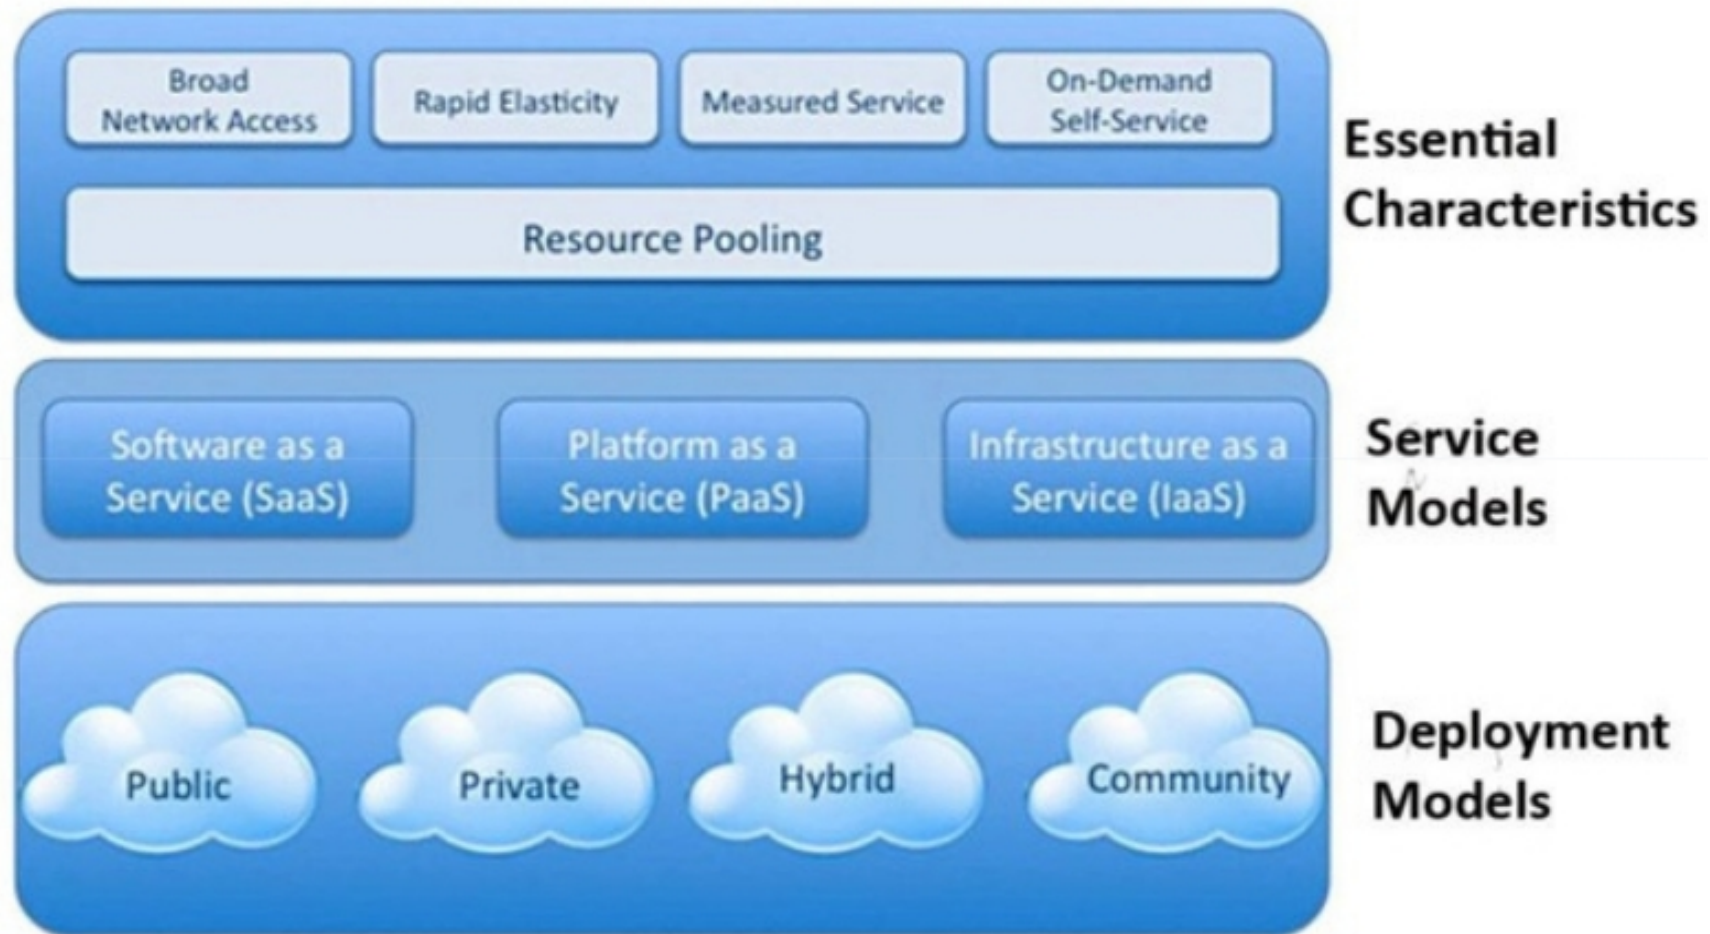 Broad
Network Access
Rapid Elasticity
Measured Service
On-Demand
Self-Service
Resource Pooling
Essential
Characteristics
Software as a
Service (SaaS)
Platform as a
Service (PaaS)
Infrastructure as a
Service (IaaS)
Service
Models
Public
Private
Hybrid
Community
Deployment
Models